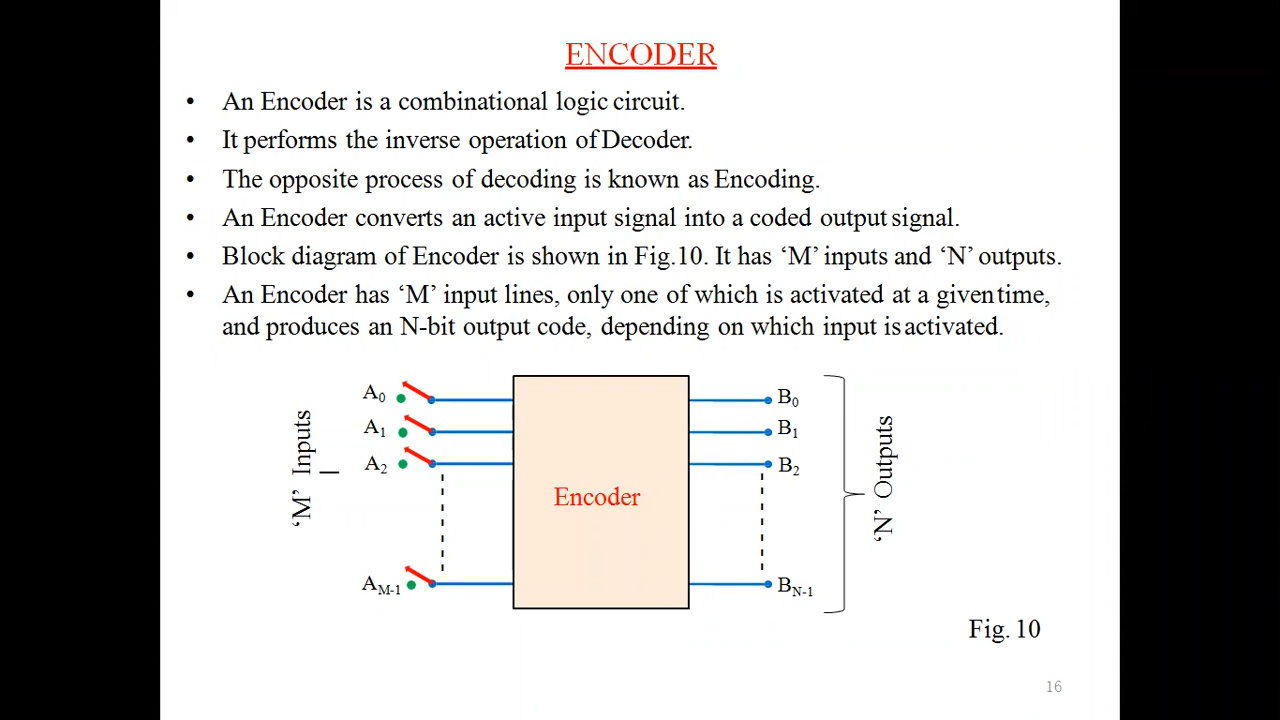 ENCODER
• An Encoder is a combinational logic circuit.
• It performs the inverse operation of Decoder.
• The opposite process of decoding is known as Encoding.
• An Encoder converts an active input signal into a coded output signal.
• Block diagram of Encoder is shown in Fig.10. It has ‘M’ inputs and ‘N’ outputs.
• An Encoder has ‘M’ input lines, only one of which is activated at a given time,
and produces an N-bit output code, depending on which input is activated.
‘M’ Inputs
A0
A1
A2
AM-1
Encoder
B0
B1
B2
BN-1
‘N’ Outputs
Fig. 10
16